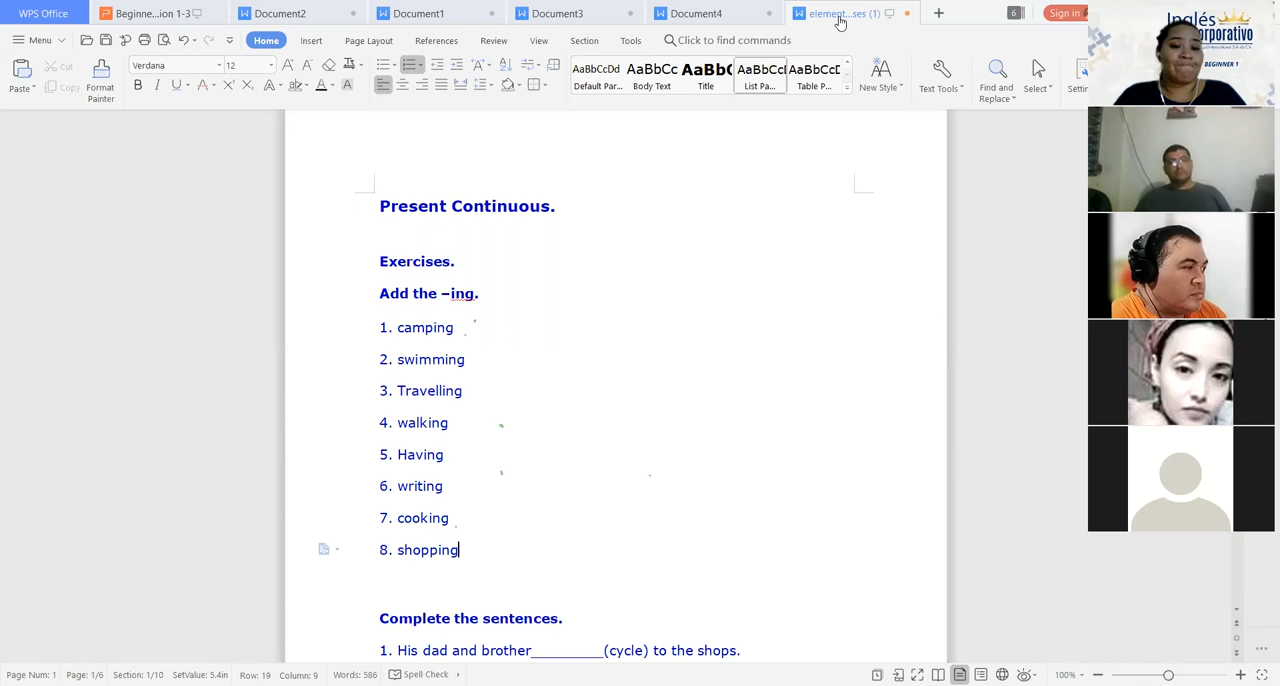 WPS Office
Beginne...ion 1-3
Document2
Document1
Document3
Document4
element...ses (1)
6
Sign in
Menu
Home
Insert
Page Layout
References
Review
View
Section
Tools
Click to find commands
Paste
Cut
Copy
Format
Painter
Verdana
12
AaBbCcDd
Default Par...
AaBbCc
Body Text
AaBb
Title
AaBbCcI
List Pa...
AaBbCcD
Table P...
New Style
Text Tools
Find and
Replace
Select
Inglés
BEGINNER 1
Present Continuous.
Exercises.
Add the –ing.
1. camping
2. swimming
3. Travelling
4. walking
5. Having
6. writing
7. cooking
8. shopping
Complete the sentences.
1. His dad and brother_________(cycle) to the shops.
Page Num: 1
Page: 1/6
Section: 1/10
SetValue: 5.4in
Row: 19
Column: 9
Words: 586
Spell Check
100%